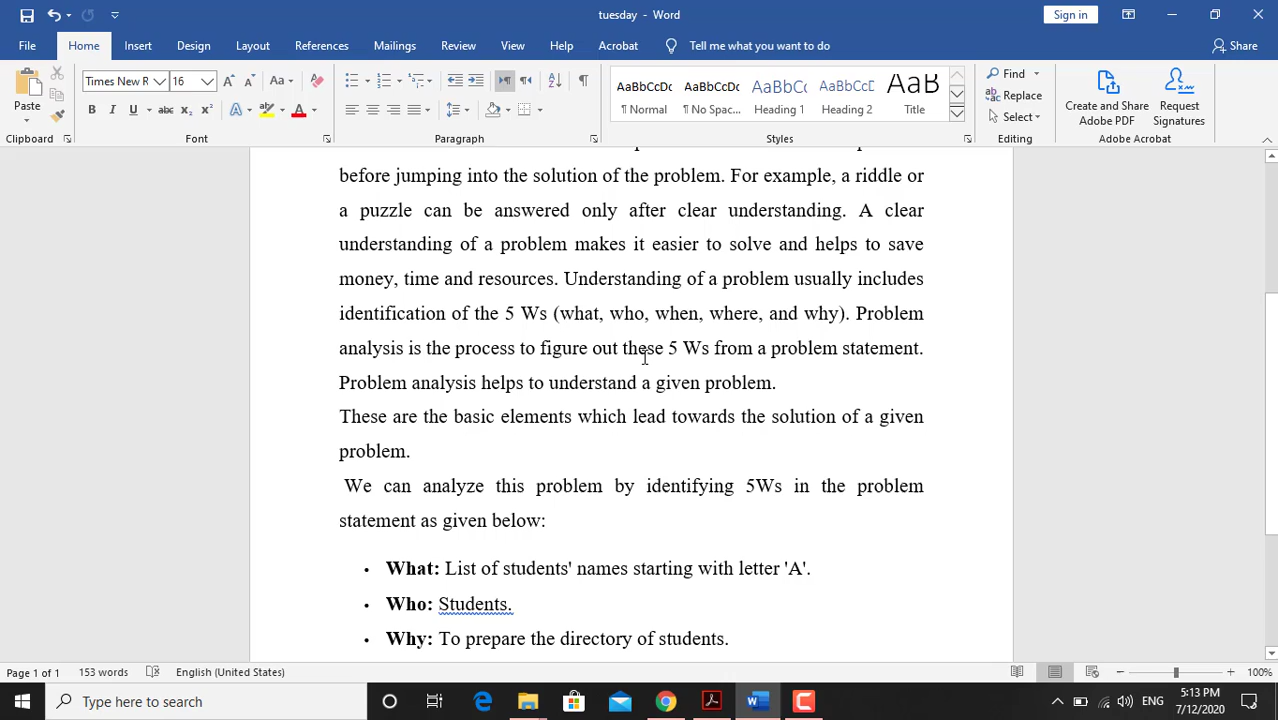 tuesday - Word
Sign in
File Home Insert Design Layout References Mailings Review View Help Acrobat Tell me what you want to do Share
Times New R 16 Aa
AaBbCcDc AaBbCcDc AaBbCc AaBbCcD AaB
Paste
¶ Normal ¶ No Spac... Heading 1 Heading 2 Title
Find
Replace
Select
Create and Share Adobe PDF
Request Signatures
Clipboard Font Paragraph Styles Editing Adobe Acrobat
before jumping into the solution of the problem. For example, a riddle or
a puzzle can be answered only after clear understanding. A clear
understanding of a problem makes it easier to solve and helps to save
money, time and resources. Understanding of a problem usually includes
identification of the 5 Ws (what, who, when, where, and why). Problem
analysis is the process to figure out these 5 Ws from a problem statement.
Problem analysis helps to understand a given problem.
These are the basic elements which lead towards the solution of a given
problem.
We can analyze this problem by identifying 5Ws in the problem
statement as given below:
• What: List of students' names starting with letter 'A'.
• Who: Students.
• Why: To prepare the directory of students.
Page 1 of 1 153 words English (United States) 100%
Type here to search
ENG
5:13 PM
7/12/2020